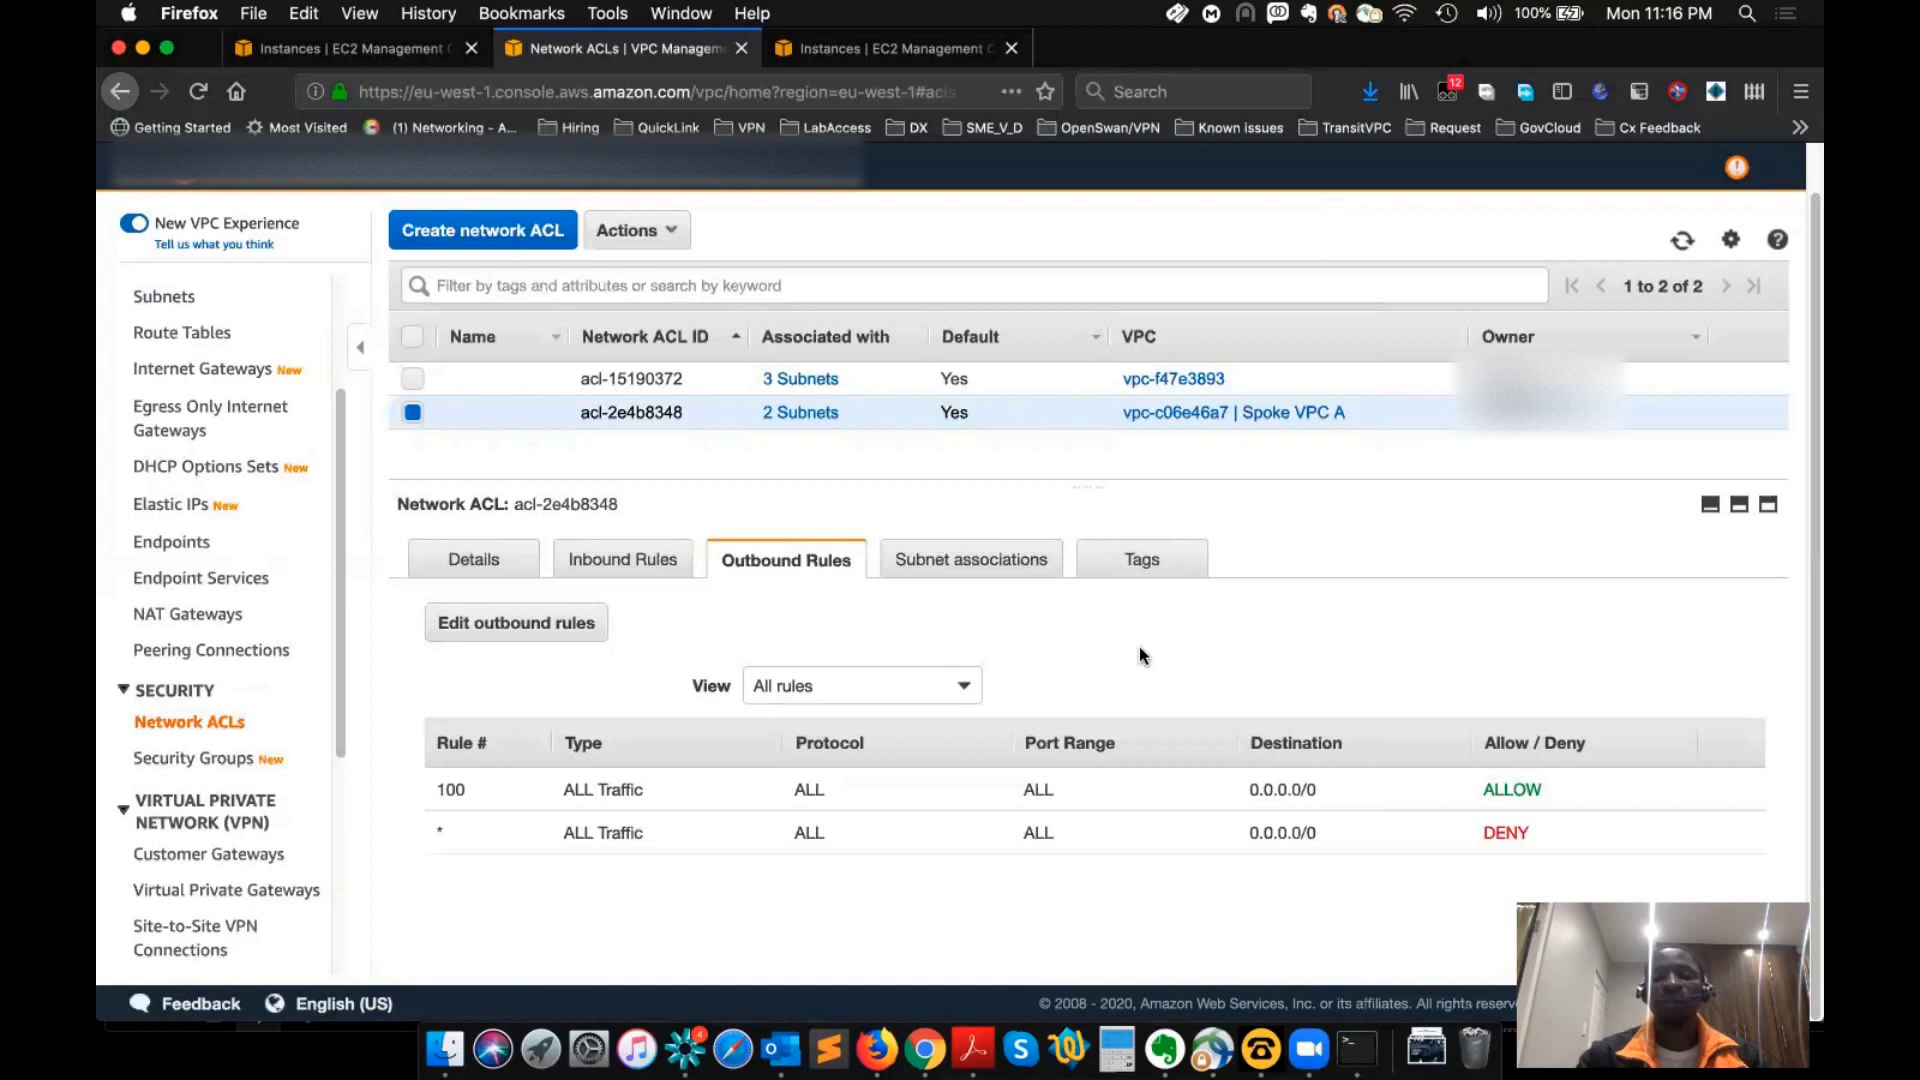 Firefox File Edit View History Bookmarks Tools Window Help 100% Mon 11:16 PM
Instances | EC2 Management C Network ACLs | VPC Managem Instances | EC2 Management C
https://eu-west-1.console.aws.amazon.com/vpc/home?region=eu-west-1#acls Search 12
Getting Started Most Visited (1) Networking - A... Hiring QuickLink VPN LabAccess DX SME_V_D OpenSwan/VPN Known issues TransitVPC Request GovCloud Cx Feedback
New VPC Experience
Tell us what you think
Subnets
Route Tables
Internet Gateways New
Egress Only Internet
Gateways
DHCP Options Sets New
Elastic IPs New
Endpoints
Endpoint Services
NAT Gateways
Peering Connections
SECURITY
Network ACLs
Security Groups New
VIRTUAL PRIVATE
NETWORK (VPN)
Customer Gateways
Virtual Private Gateways
Site-to-Site VPN
Connections
Create network ACL Actions
Filter by tags and attributes or search by keyword 1 to 2 of 2
Name Network ACL ID Associated with Default VPC Owner
acl-15190372 3 Subnets Yes vpc-f47e3893
acl-2e4b8348 2 Subnets Yes vpc-c06e46a7 | Spoke VPC A
Network ACL: acl-2e4b8348
Details Inbound Rules Outbound Rules Subnet associations Tags
Edit outbound rules
View All rules
Rule # Type Protocol Port Range Destination Allow / Deny
100 ALL Traffic ALL ALL 0.0.0.0/0 ALLOW
* ALL Traffic ALL ALL 0.0.0.0/0 DENY
Feedback English (US) © 2008 - 2020, Amazon Web Services, Inc. or its affiliates. All rights reserv
4